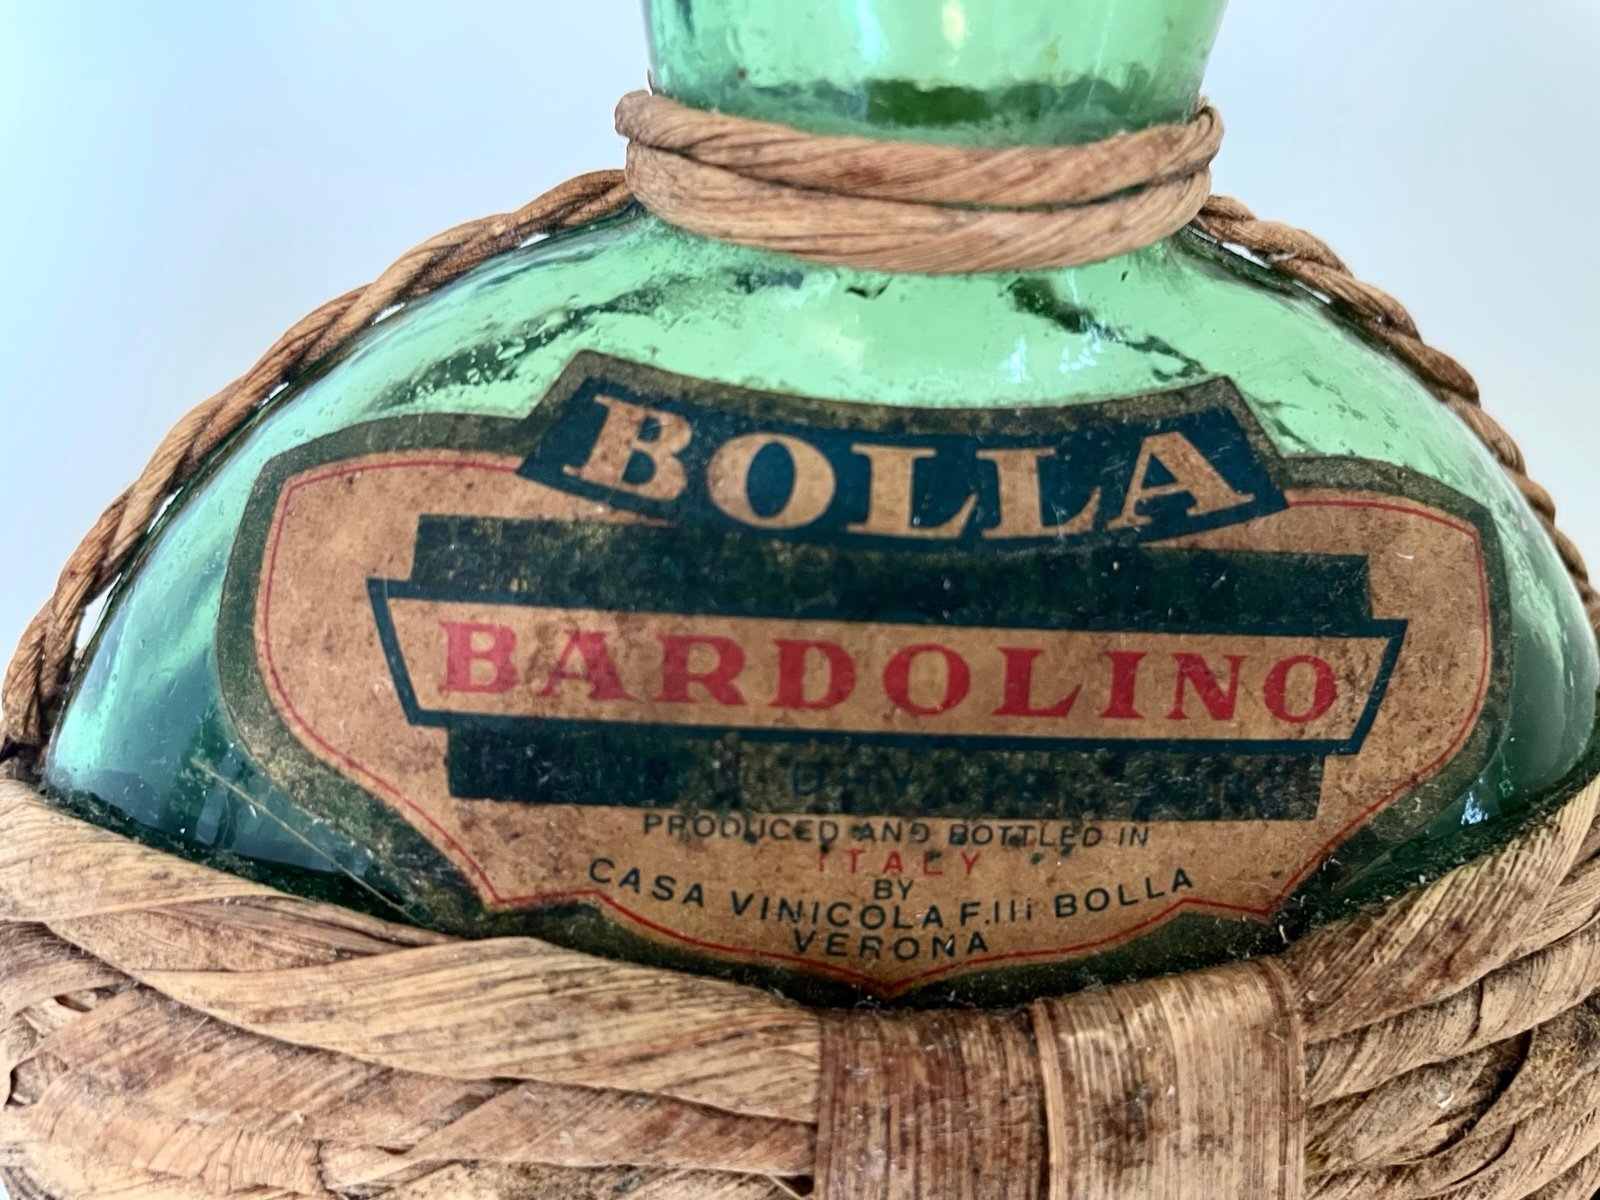 BOLLA
BARDOLINO
PRODUCED AND BOTTLED IN
ITALY
BY
CASA VINICOLA F.lli BOLLA
VERONA